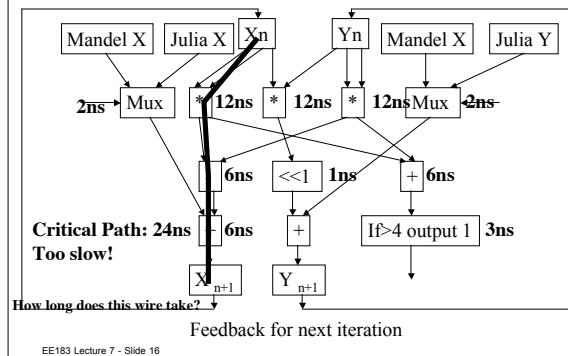 Xn
Yn
Mandel X
Julia X
Mandel X
Julia Y
2ns
Mux
*
12ns
*
12ns
*
12ns
Mux
2ns
6ns
<<1
1ns
+
6ns
Critical Path: 24ns
Too slow!
+
6ns
+
If>4 output 1
3ns
X n+1
Y n+1
How long does this wire take?
Feedback for next iteration
EE183 Lecture 7 - Slide 16